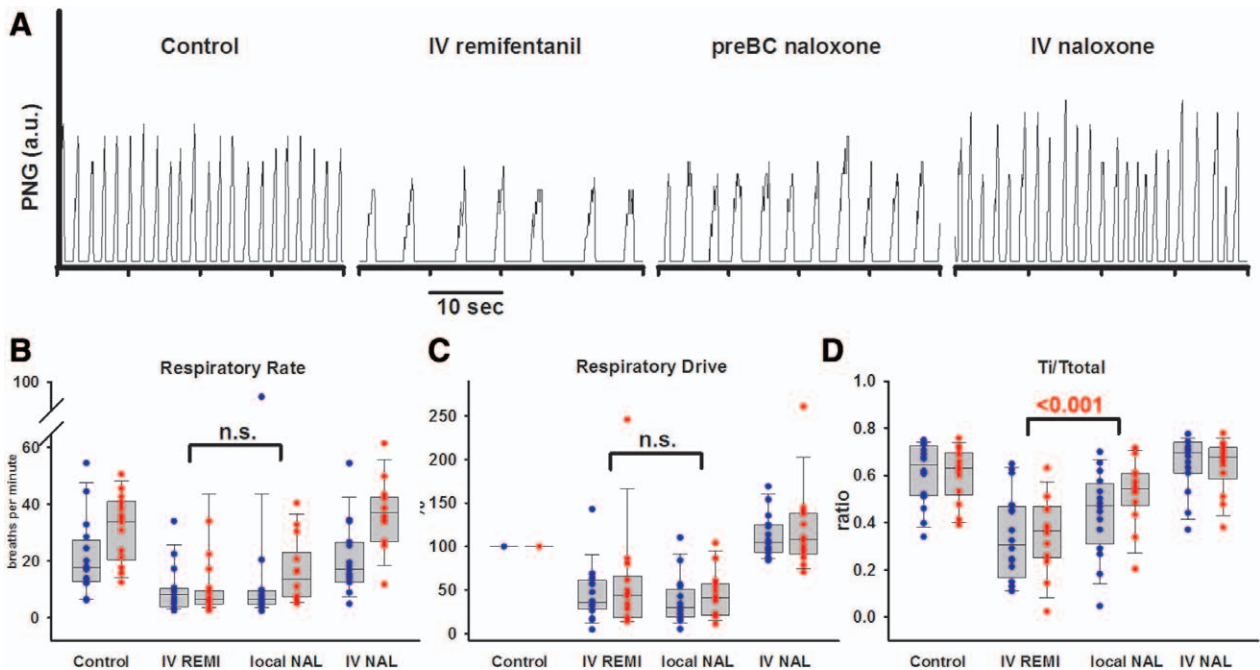 A
Control
IV remifentanil
preBC naloxone
IV naloxone
PNG (a.u.)
10 sec
B
Respiratory Rate
breaths per minute
100
60
40
20
0
n.s.
Control
IV REMI
local NAL
IV NAL
C
Respiratory Drive
%
250
200
150
100
50
0
n.s.
Control
IV REMI
local NAL
IV NAL
D
Ti/Ttotal
ratio
1.0
0.8
0.6
0.4
0.2
0.0
<0.001
Control
IV REMI
local NAL
IV NAL